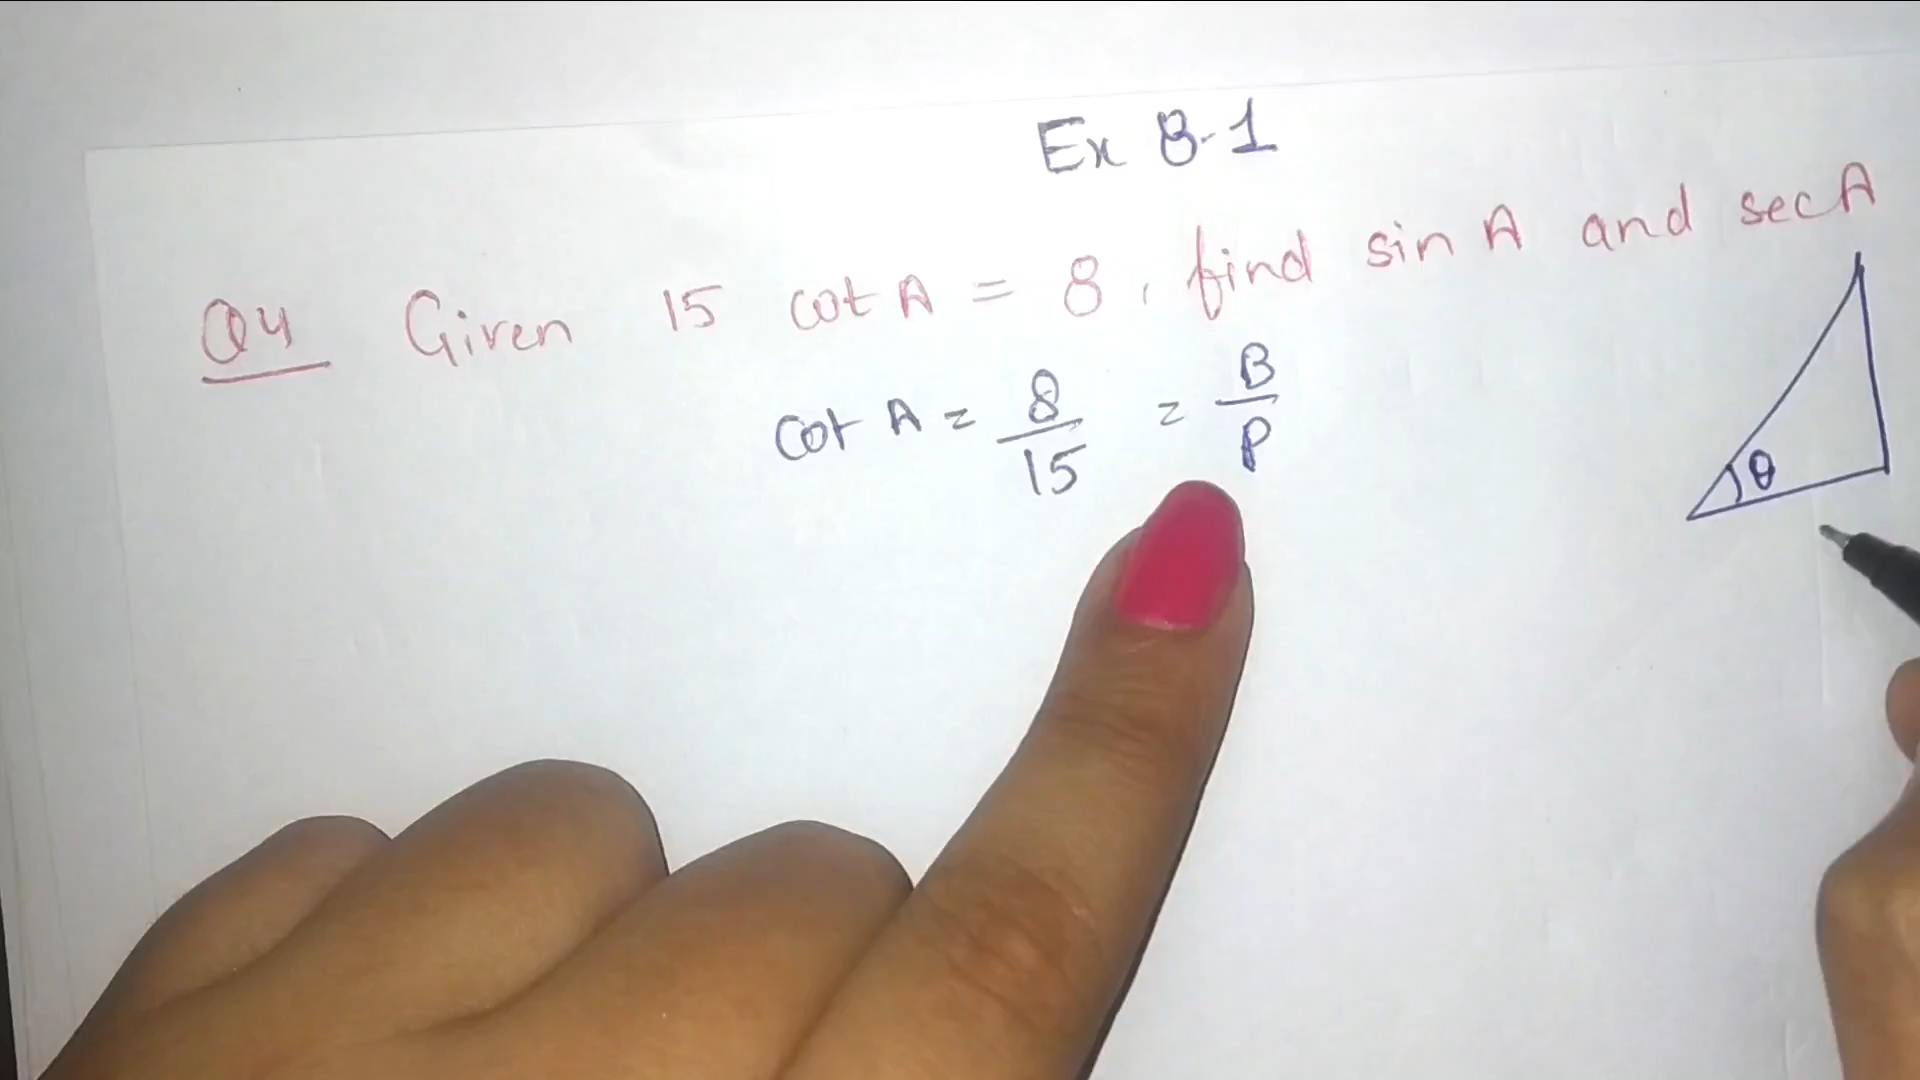 Ex 8.1
Q4 Given 15 cot A = 8, find sin A and sec A
cot A = 8/15 = B/P
θ